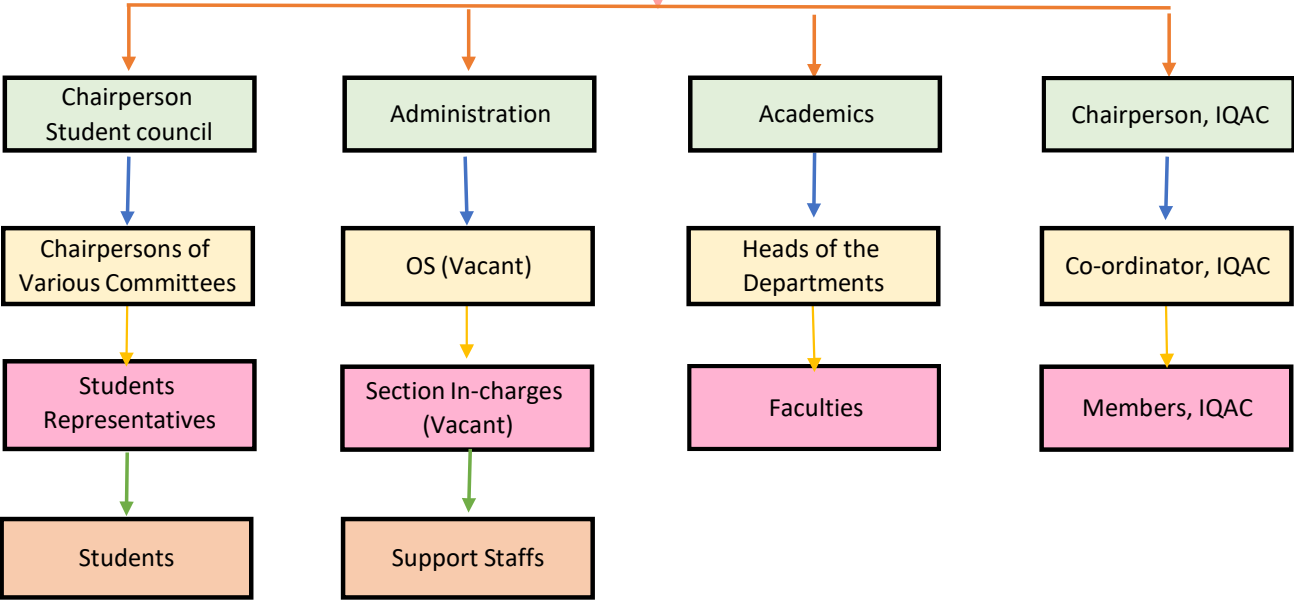 Chairperson
Student council
Administration
Academics
Chairperson, IQAC
Chairpersons of
Various Committees
OS (Vacant)
Heads of the
Departments
Co-ordinator, IQAC
Students
Representatives
Section In-charges
(Vacant)
Faculties
Members, IQAC
Students
Support Staffs